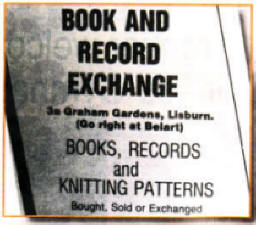 BOOK AND
RECORD
EXCHANGE
3a Graham Gardens, Lisburn.
(Go right at Belart)
BOOKS, RECORDS
and
KNITTING PATTERNS
Bought, Sold or Exchanged